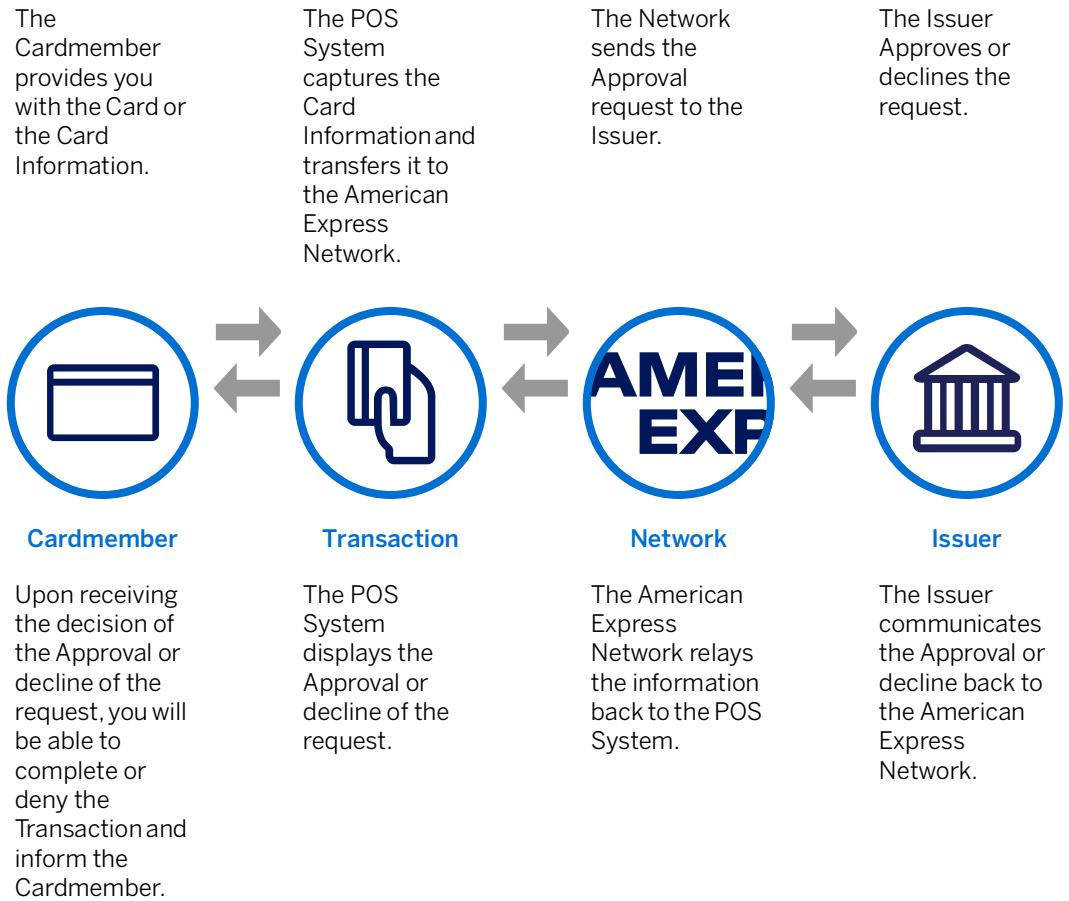 The
Cardmember
provides you
with the Card or
the Card
Information.
The POS
System
captures the
Card
Information and
transfers it to
the American
Express
Network.
The Network
sends the
Approval
request to the
Issuer.
The Issuer
Approves or
declines the
request.
AMER
EXP
Cardmember
Transaction
Network
Issuer
Upon receiving
the decision of
the Approval or
decline of the
request, you will
be able to
complete or
deny the
Transaction and
inform the
Cardmember.
The POS
System
displays the
Approval or
decline of the
request.
The American
Express
Network relays
the information
back to the POS
System.
The Issuer
communicates
the Approval or
decline back to
the American
Express
Network.